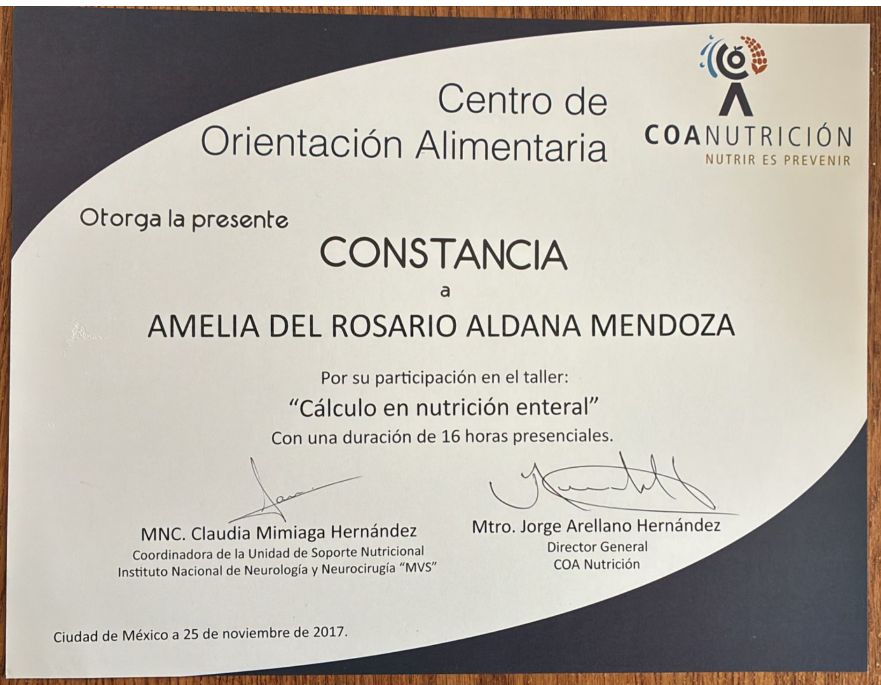 Centro de
Orientación Alimentaria
COANUTRICIÓN
NUTRIR ES PREVENIR
Otorga la presente
CONSTANCIA
a
AMELIA DEL ROSARIO ALDANA MENDOZA
Por su participación en el taller:
“Cálculo en nutrición enteral”
Con una duración de 16 horas presenciales.
MNC. Claudia Mimiaga Hernández
Coordinadora de la Unidad de Soporte Nutricional
Instituto Nacional de Neurología y Neurocirugía “MVS”
Mtro. Jorge Arellano Hernández
Director General
COA Nutrición
Ciudad de México a 25 de noviembre de 2017.